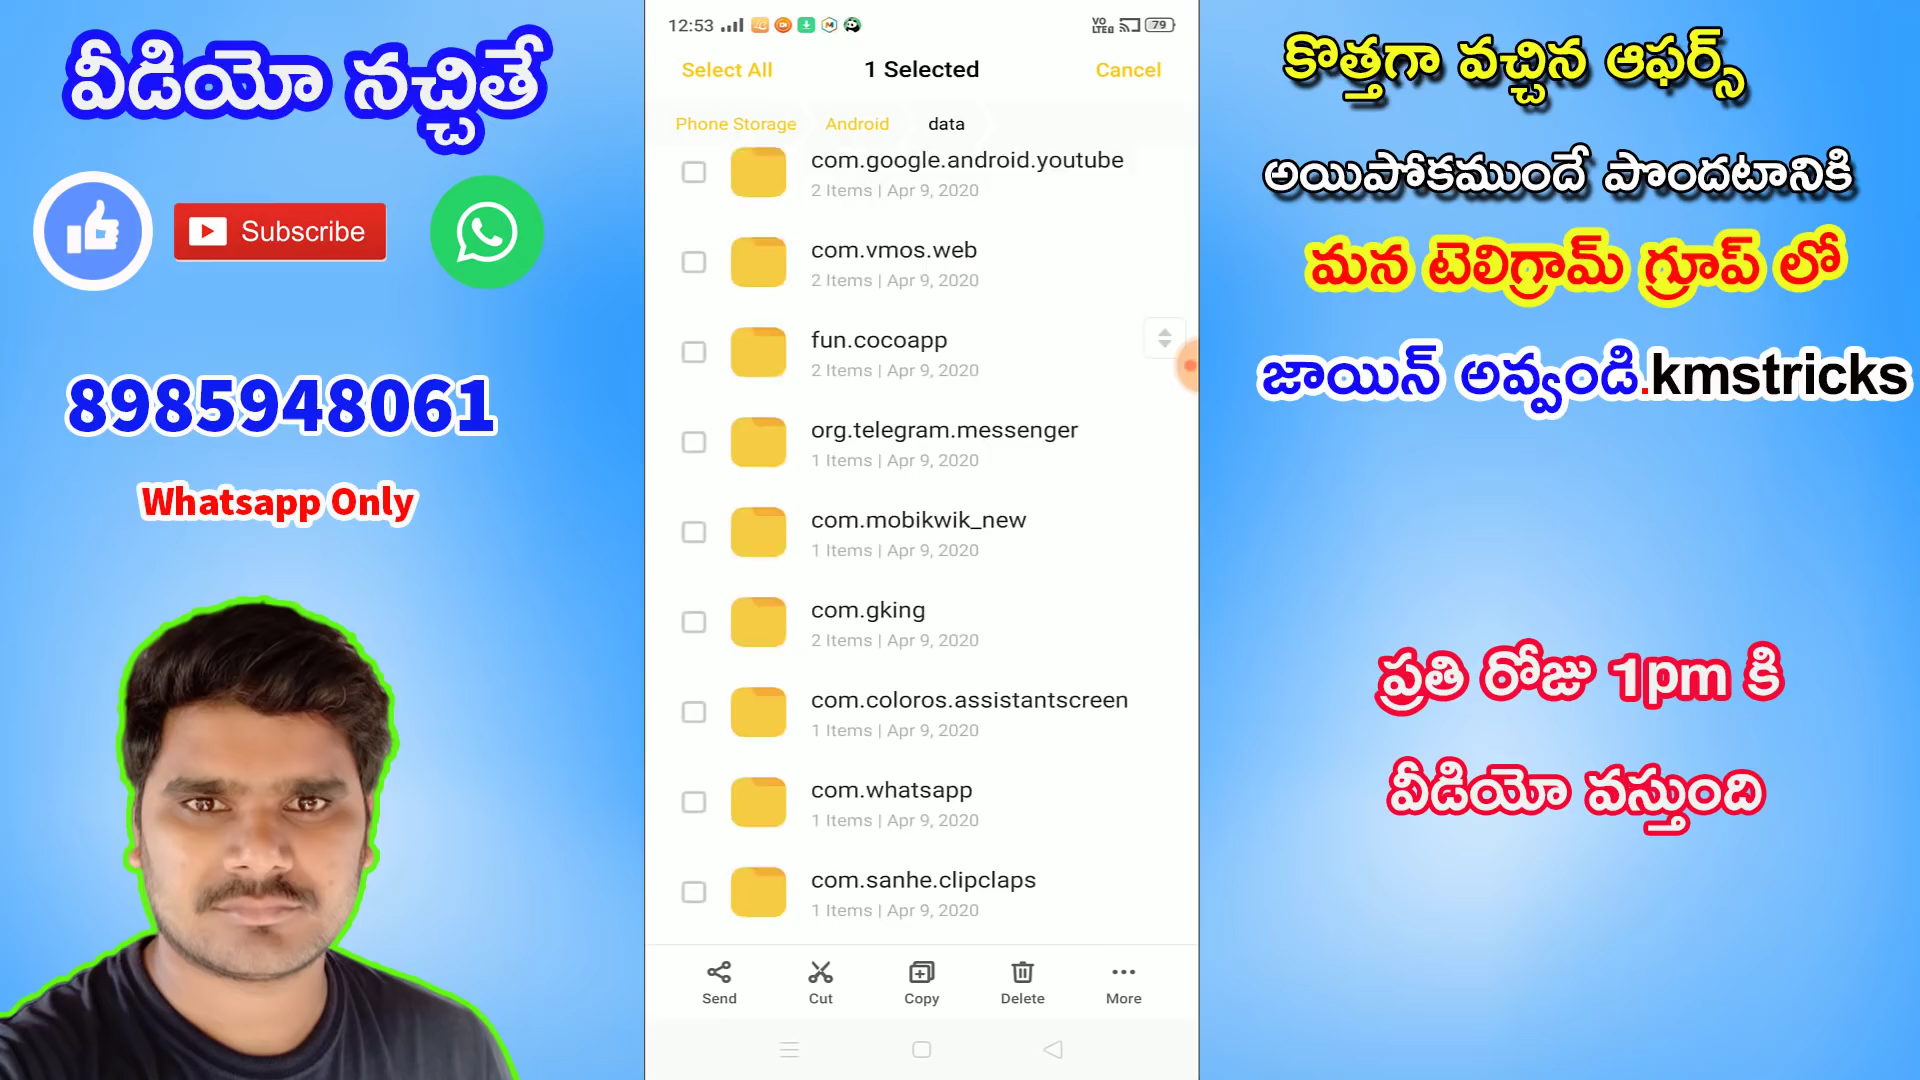 వీడియో నచ్చితే
Subscribe
8985948061
Whatsapp Only
12:53
VO LTE 79
Select All 1 Selected Cancel
Phone Storage Android data
com.google.android.youtube
2 Items | Apr 9, 2020
com.vmos.web
2 Items | Apr 9, 2020
fun.cocoapp
2 Items | Apr 9, 2020
org.telegram.messenger
1 Items | Apr 9, 2020
com.mobikwik_new
1 Items | Apr 9, 2020
com.gking
2 Items | Apr 9, 2020
com.coloros.assistantscreen
1 Items | Apr 9, 2020
com.whatsapp
1 Items | Apr 9, 2020
com.sanhe.clipclaps
1 Items | Apr 9, 2020
Send Cut Copy Delete More
కొత్తగా వచ్చిన ఆఫర్స్
అయిపోకముందే పొందటానికి
మన టెలిగ్రామ్ గ్రూప్ లో
జాయిన్ అవ్వండి.kmstricks
ప్రతి రోజు 1pm కి
వీడియో వస్తుంది